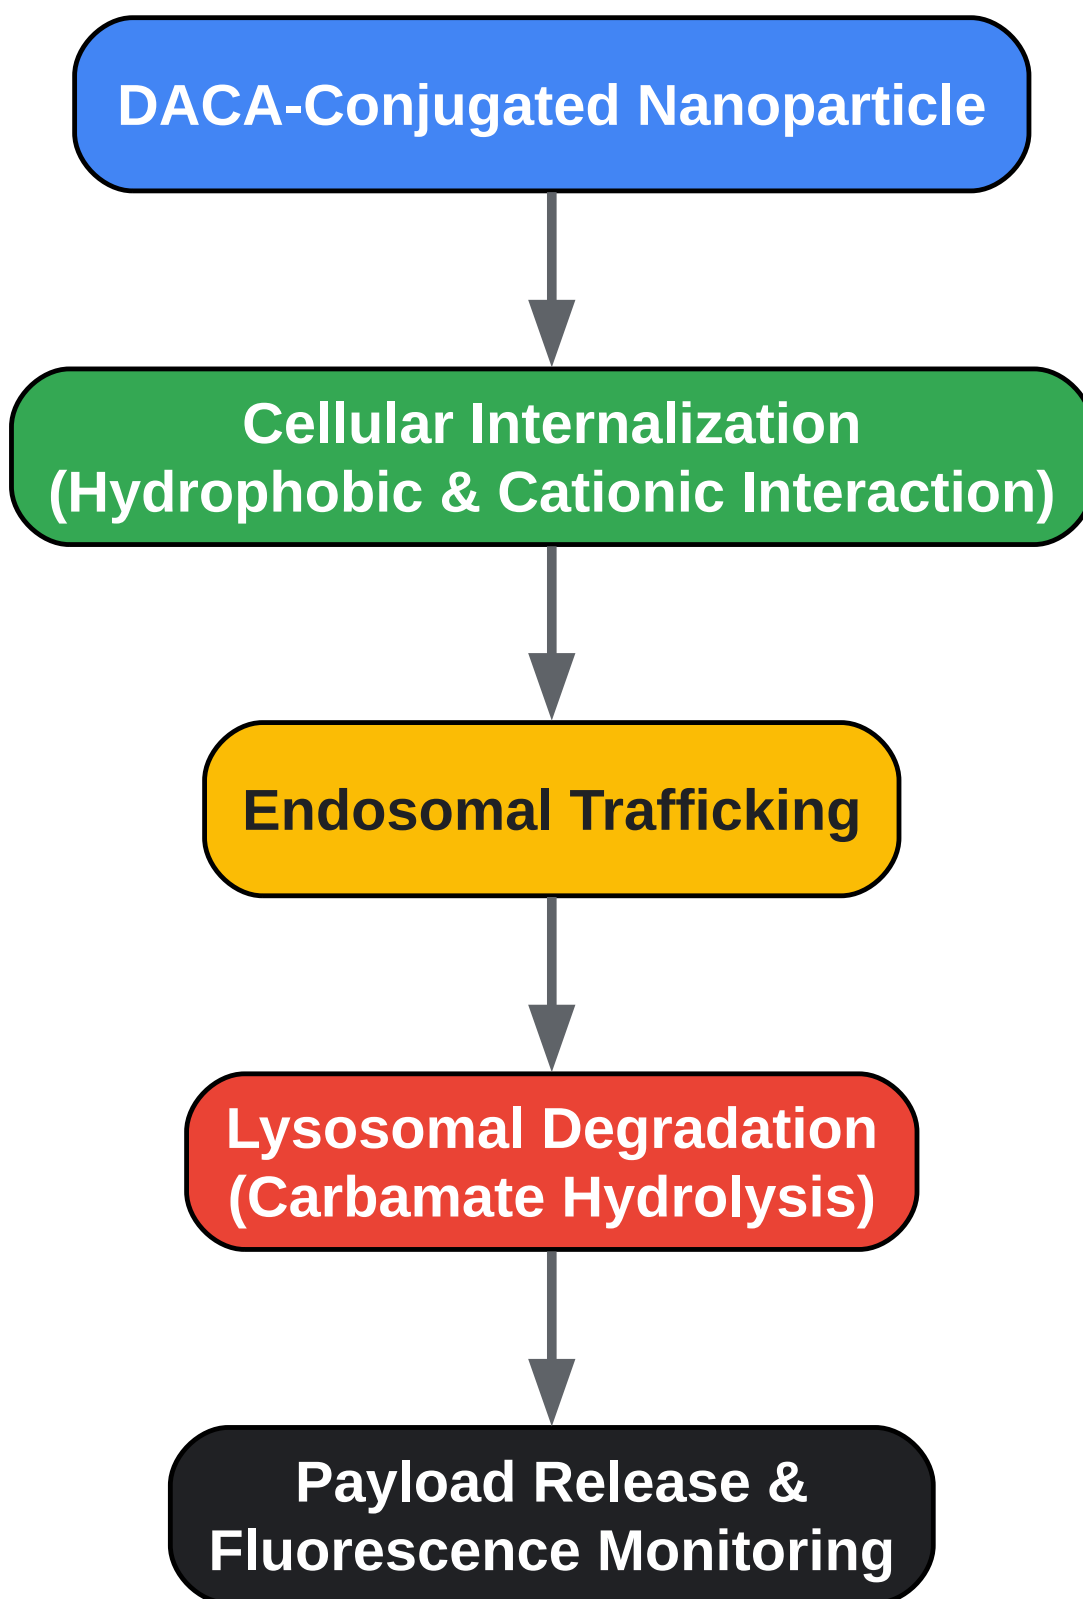 DACA-Conjugated Nanoparticle
Cellular Internalization
(Hydrophobic & Cationic Interaction)
Endosomal Trafficking
Lysosomal Degradation
(Carbamate Hydrolysis)
Payload Release &
Fluorescence Monitoring